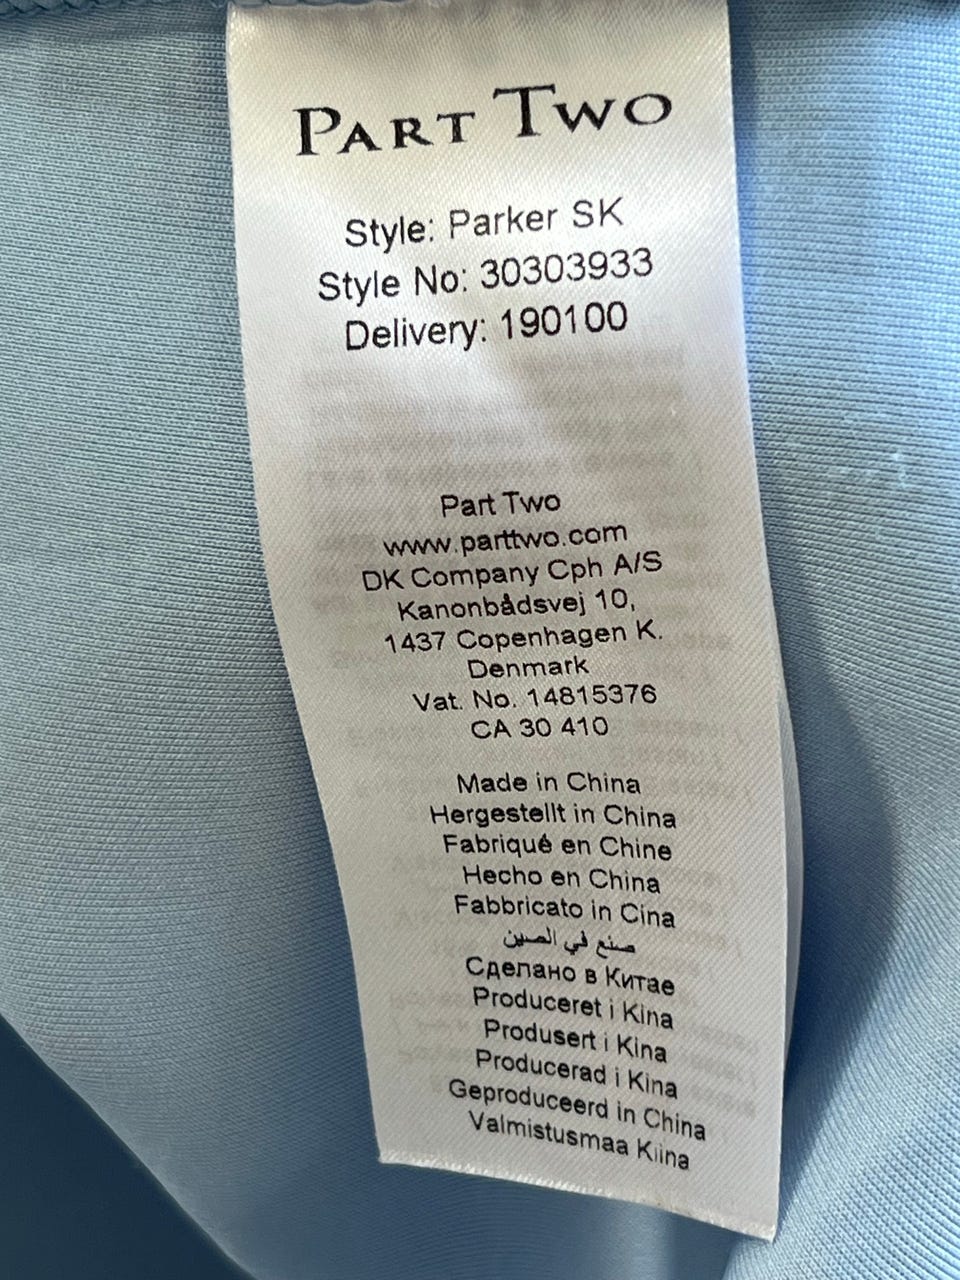 PART TWO
Style: Parker SK
Style No: 30303933
Delivery: 190100
Part Two
www.parttwo.com
DK Company Cph A/S
Kanonbådsvej 10,
1437 Copenhagen K.
Denmark
Vat. No. 14815376
CA 30 410
Made in China
Hergestellt in China
Fabriqué en Chine
Hecho en China
Fabbricato in Cina
صنع في الصين
Сделано в Китае
Produceret i Kina
Produsert i Kina
Producerad i Kina
Geproduceerd in China
Valmistusmaa Kiina